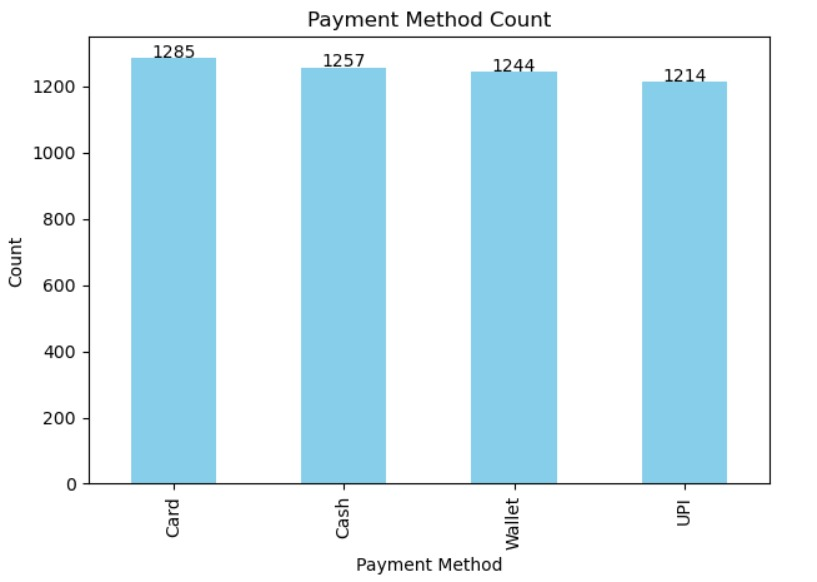 Payment Method Count
1285
1257
1244
1214
1200
1000
800
600
400
200
0
Count
Card
Cash
Wallet
UPI
Payment Method